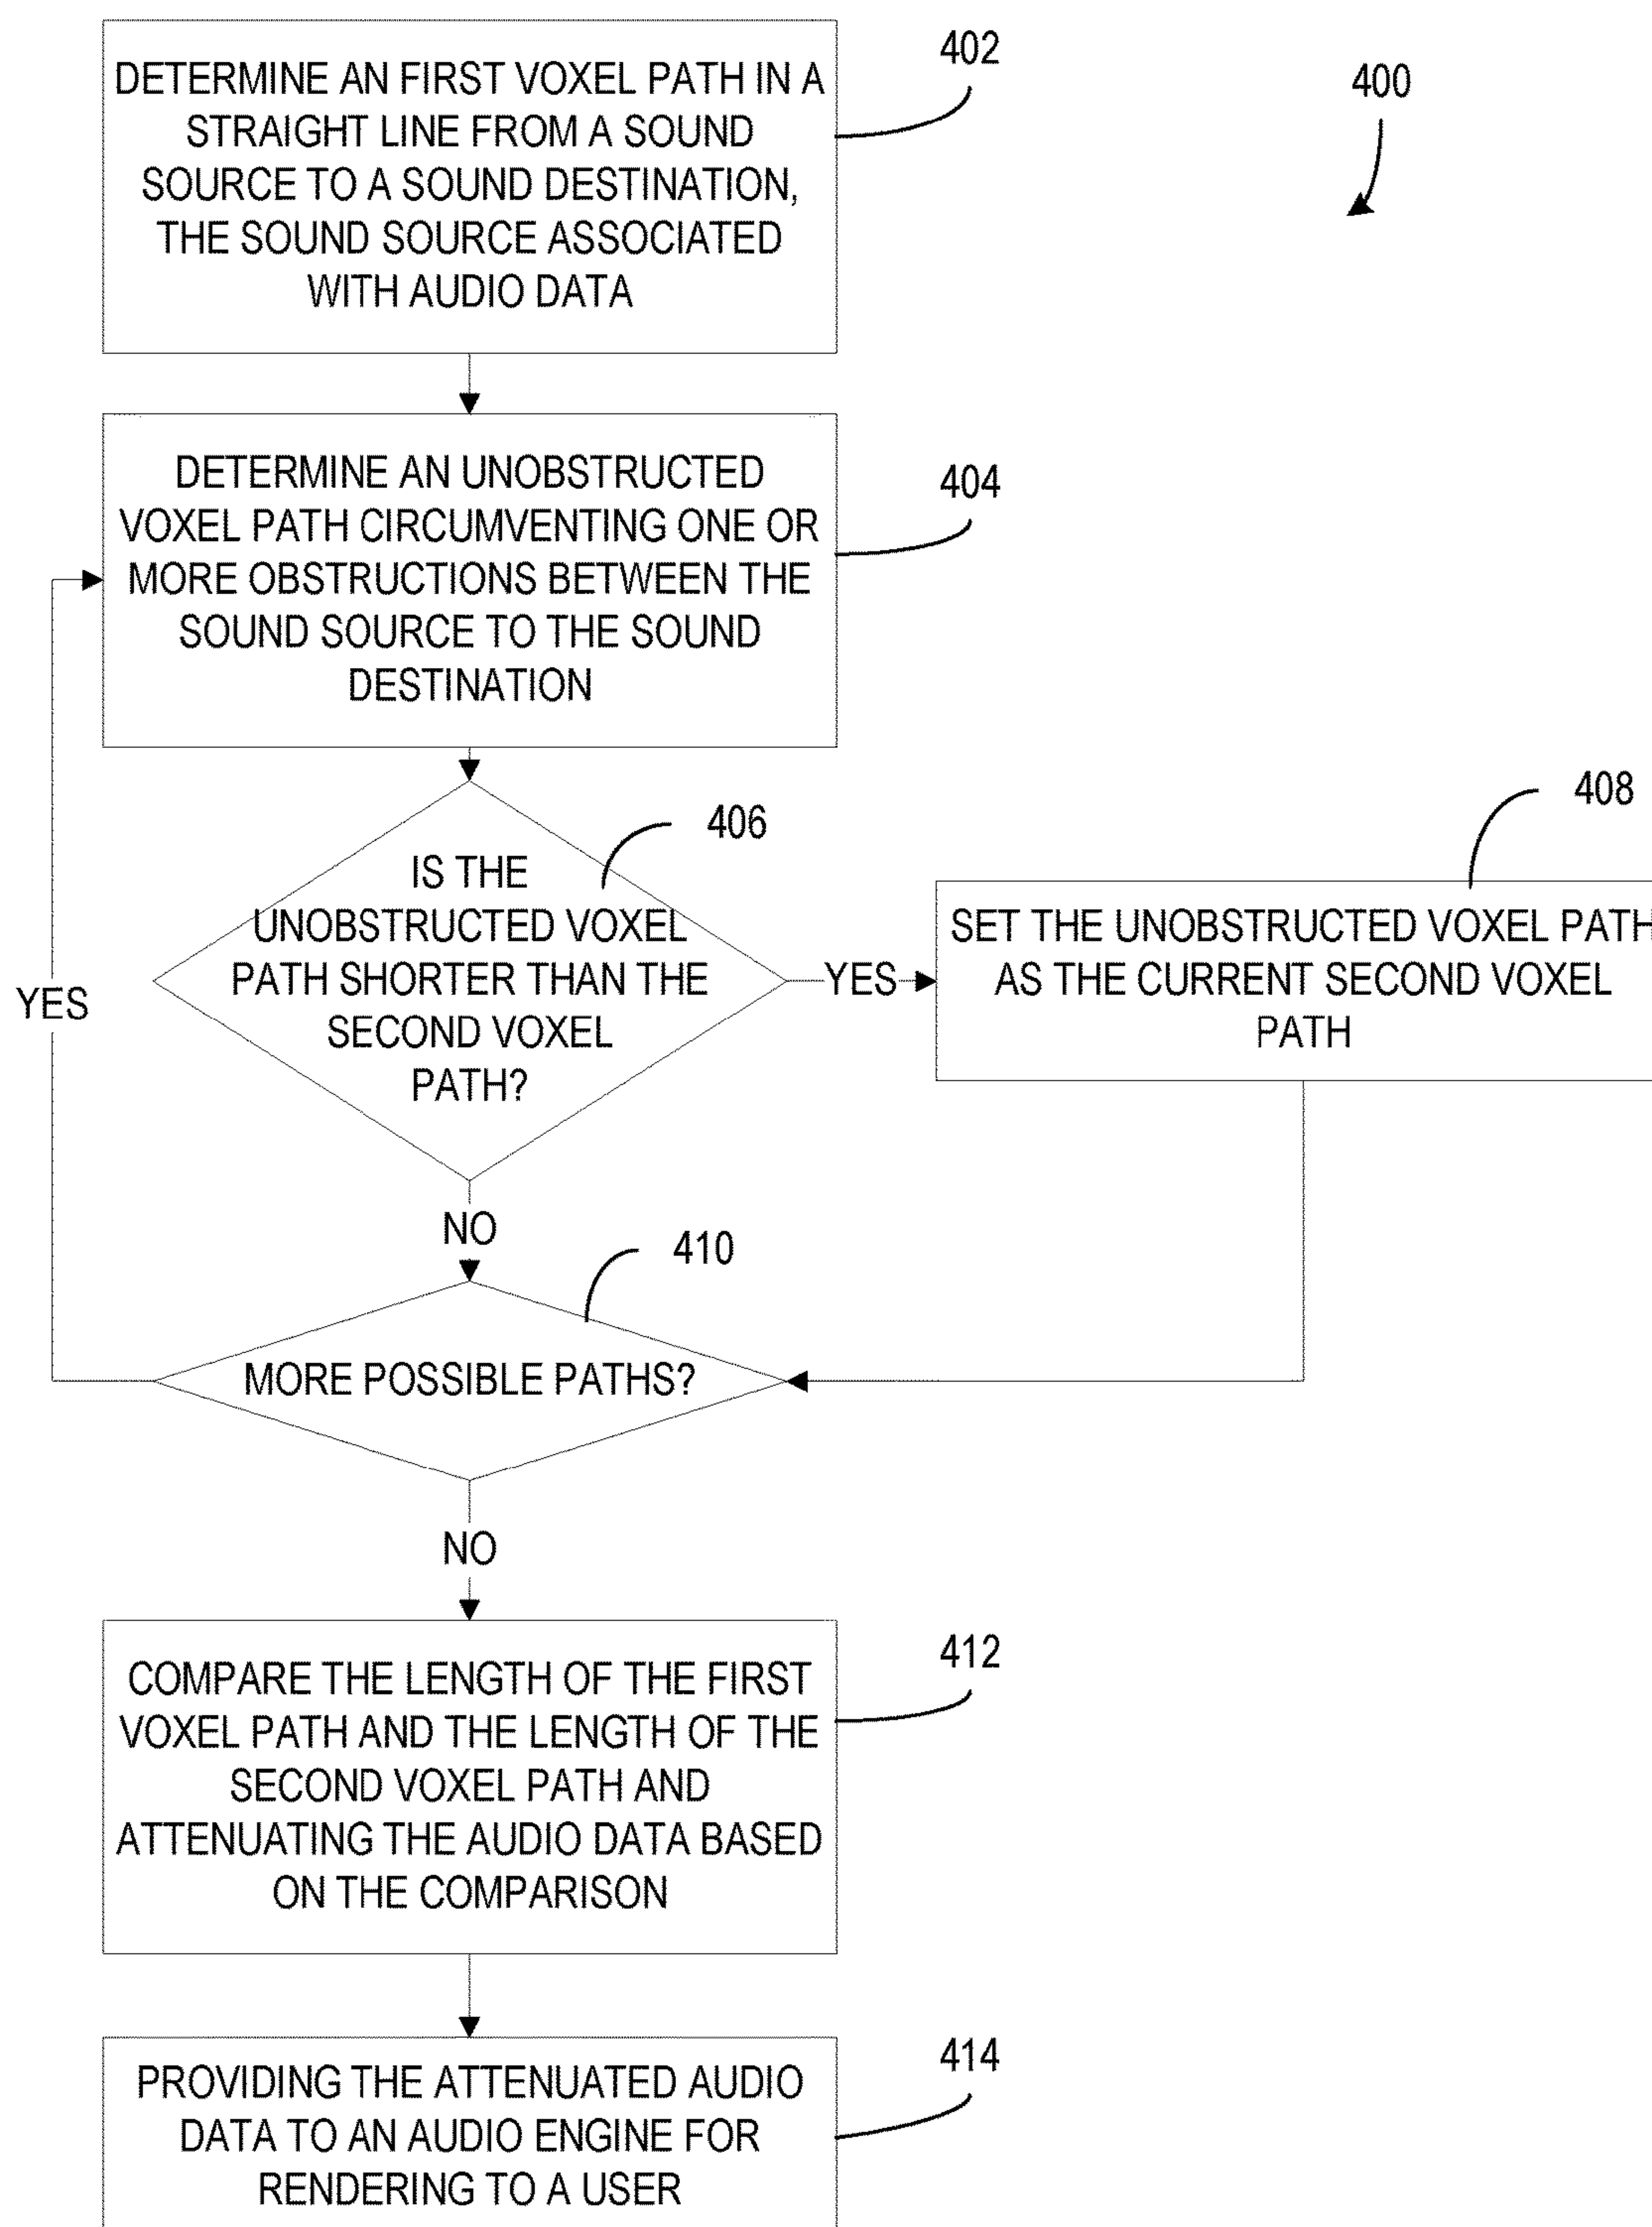 DETERMINE AN FIRST VOXEL PATH IN A
STRAIGHT LINE FROM A SOUND
SOURCE TO A SOUND DESTINATION,
THE SOUND SOURCE ASSOCIATED
WITH AUDIO DATA
402
400
DETERMINE AN UNOBSTRUCTED
VOXEL PATH CIRCUMVENTING ONE OR
MORE OBSTRUCTIONS BETWEEN THE
SOUND SOURCE TO THE SOUND
DESTINATION
404
IS THE
UNOBSTRUCTED VOXEL
PATH SHORTER THAN THE
SECOND VOXEL
PATH?
406
YES
408
SET THE UNOBSTRUCTED VOXEL PATH
AS THE CURRENT SECOND VOXEL
PATH
YES
NO
410
MORE POSSIBLE PATHS?
NO
COMPARE THE LENGTH OF THE FIRST
VOXEL PATH AND THE LENGTH OF THE
SECOND VOXEL PATH AND
ATTENUATING THE AUDIO DATA BASED
ON THE COMPARISON
412
PROVIDING THE ATTENUATED AUDIO
DATA TO AN AUDIO ENGINE FOR
RENDERING TO A USER
414